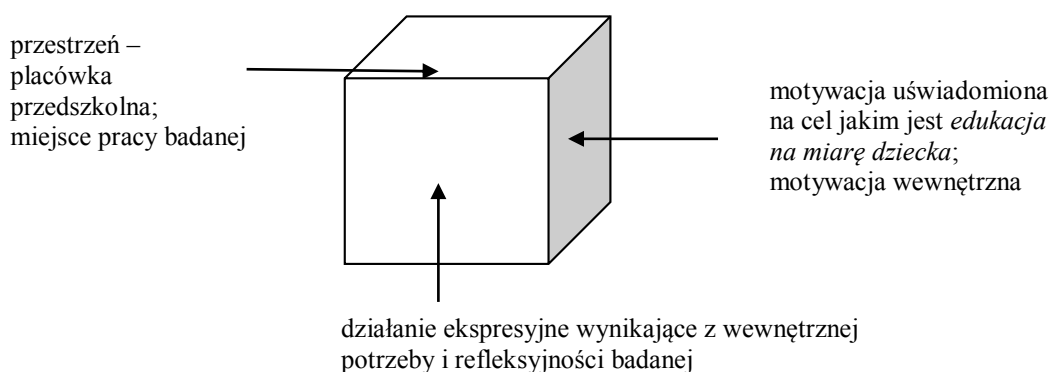 przestrzeń –
placówka
przedszkolna;
miejsce pracy badanej
motywacja uświadomiona
na cel jakim jest edukacja
na miarę dziecka;
motywacja wewnętrzna
działanie ekspresyjne wynikające z wewnętrznej
potrzeby i refleksyjności badanej